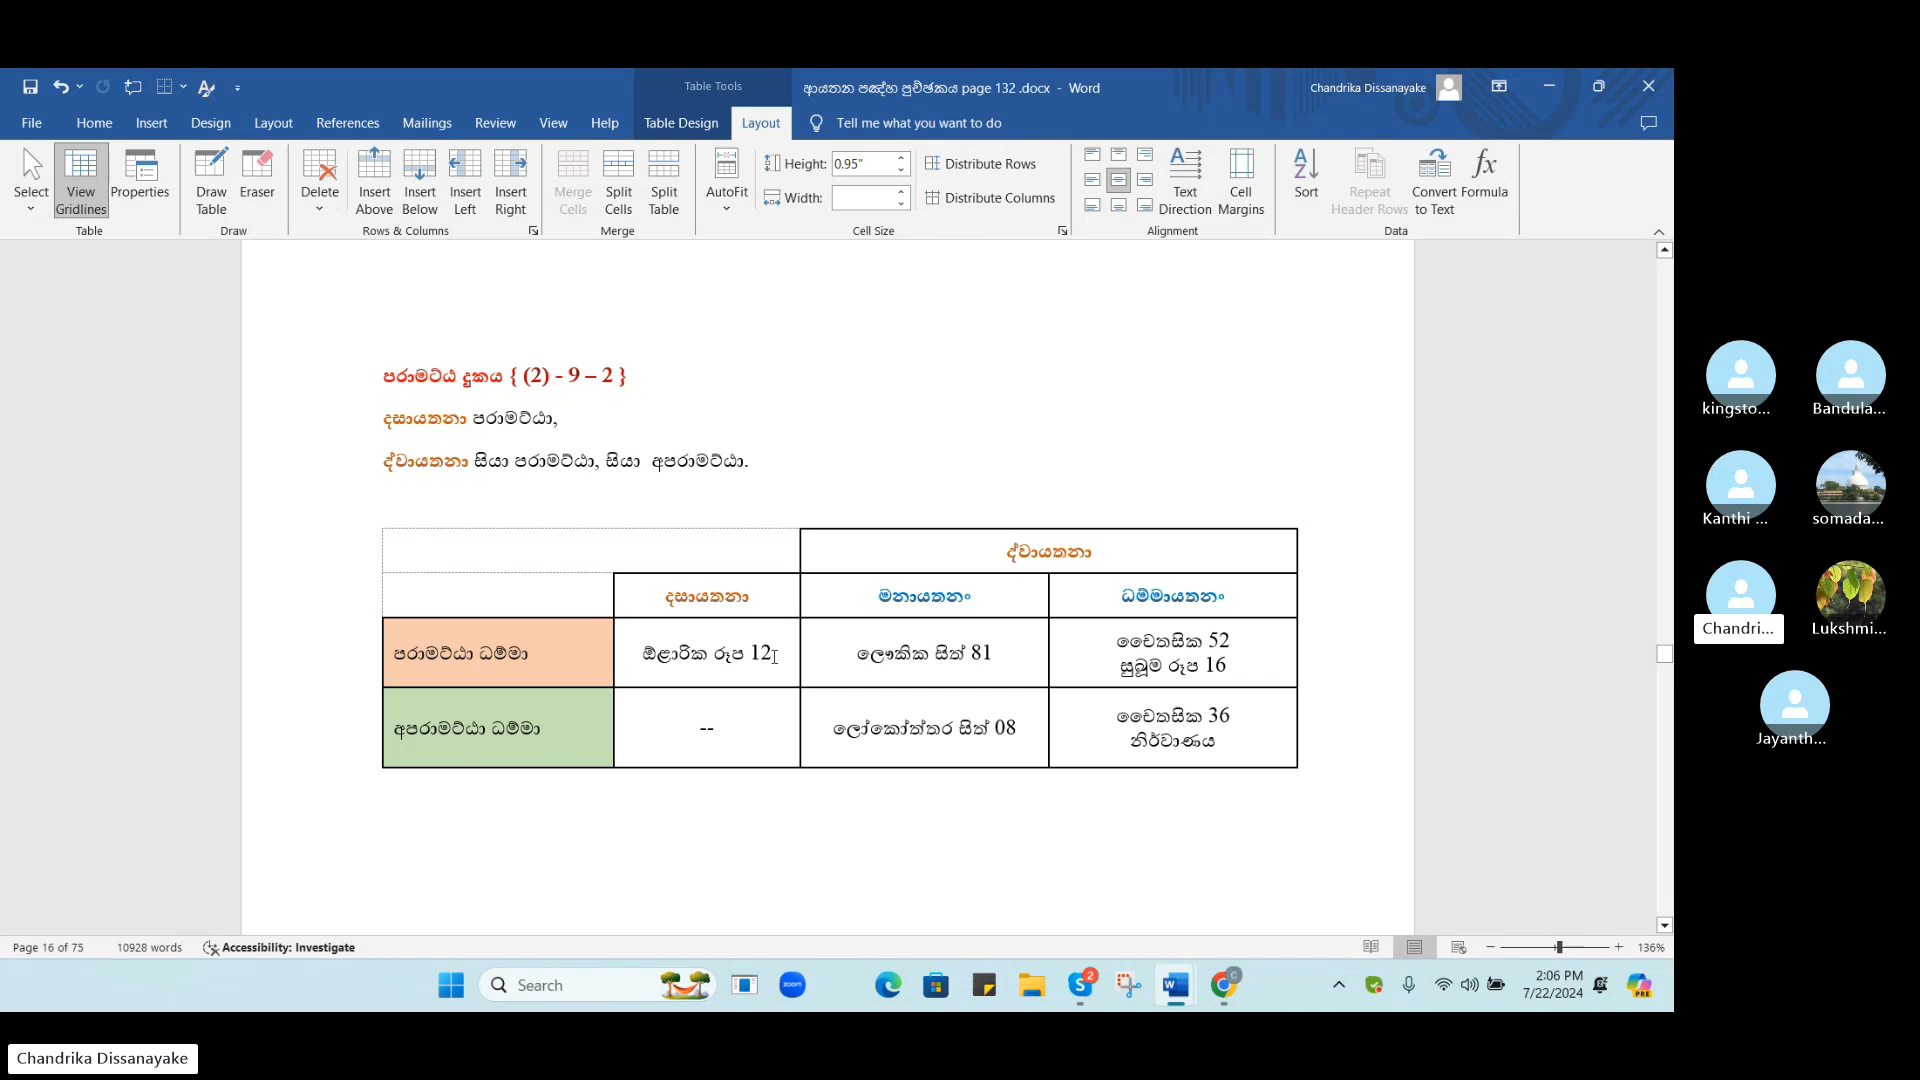 Table Tools
ආයතන පඤ්හ පුච්ඡකය page 132 .docx - Word
Chandrika Dissanayake
File Home Insert Design Layout References Mailings Review View Help Table Design Layout Tell me what you want to do
Select
View Gridlines
Properties
Table
Draw Table
Eraser
Draw
Delete
Insert Above
Insert Below
Insert Left
Insert Right
Rows & Columns
Merge Cells
Split Cells
Split Table
Merge
AutoFit
Height: 0.95"
Width:
Distribute Rows
Distribute Columns
Cell Size
Text Direction
Cell Margins
Alignment
Sort
Repeat Header Rows
Convert to Text
Formula
Data
පරාමට්ඨ දුකය { (2) - 9 – 2 }
දසායතනා පරාමට්ඨා,
ද්වායතනා සියා පරාමට්ඨා, සියා අපරාමට්ඨා.
ද්වායතනා
දසායතනා මනායතනං ධම්මායතනං
පරාමට්ඨා ධම්මා
ඕළාරික රූප 12
ලෞකික සිත් 81
චෛතසික 52
සුඛූම රූප 16
අපරාමට්ඨා ධම්මා
--
ලෝකෝත්තර සිත් 08
චෛතසික 36
නිර්වාණය
kingsto...
Bandula...
Kanthi ...
somada...
Chandri...
Lukshmi...
Jayanth...
Page 16 of 75 10928 words Accessibility: Investigate 136%
Search
zoom
2
C
2:06 PM
7/22/2024
PRE
Chandrika Dissanayake